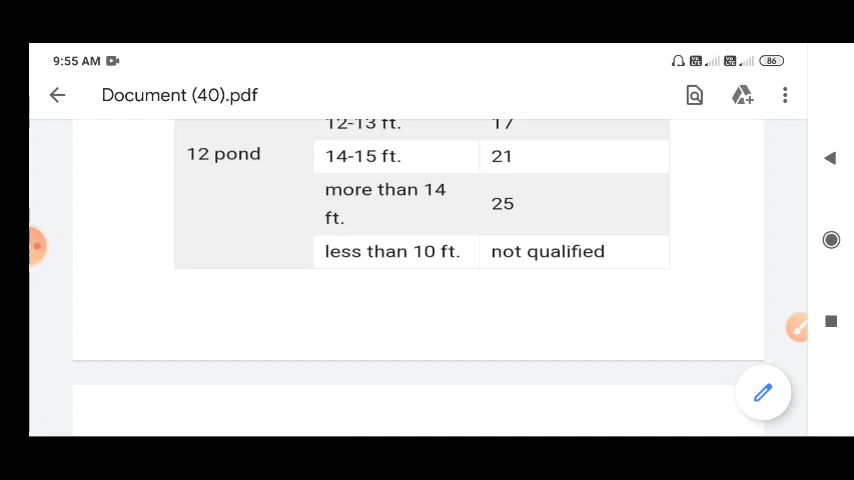 9:55 AM
86
Document (40).pdf
12-13 ft. 17
12 pond 14-15 ft. 21
more than 14
ft. 25
less than 10 ft. not qualified